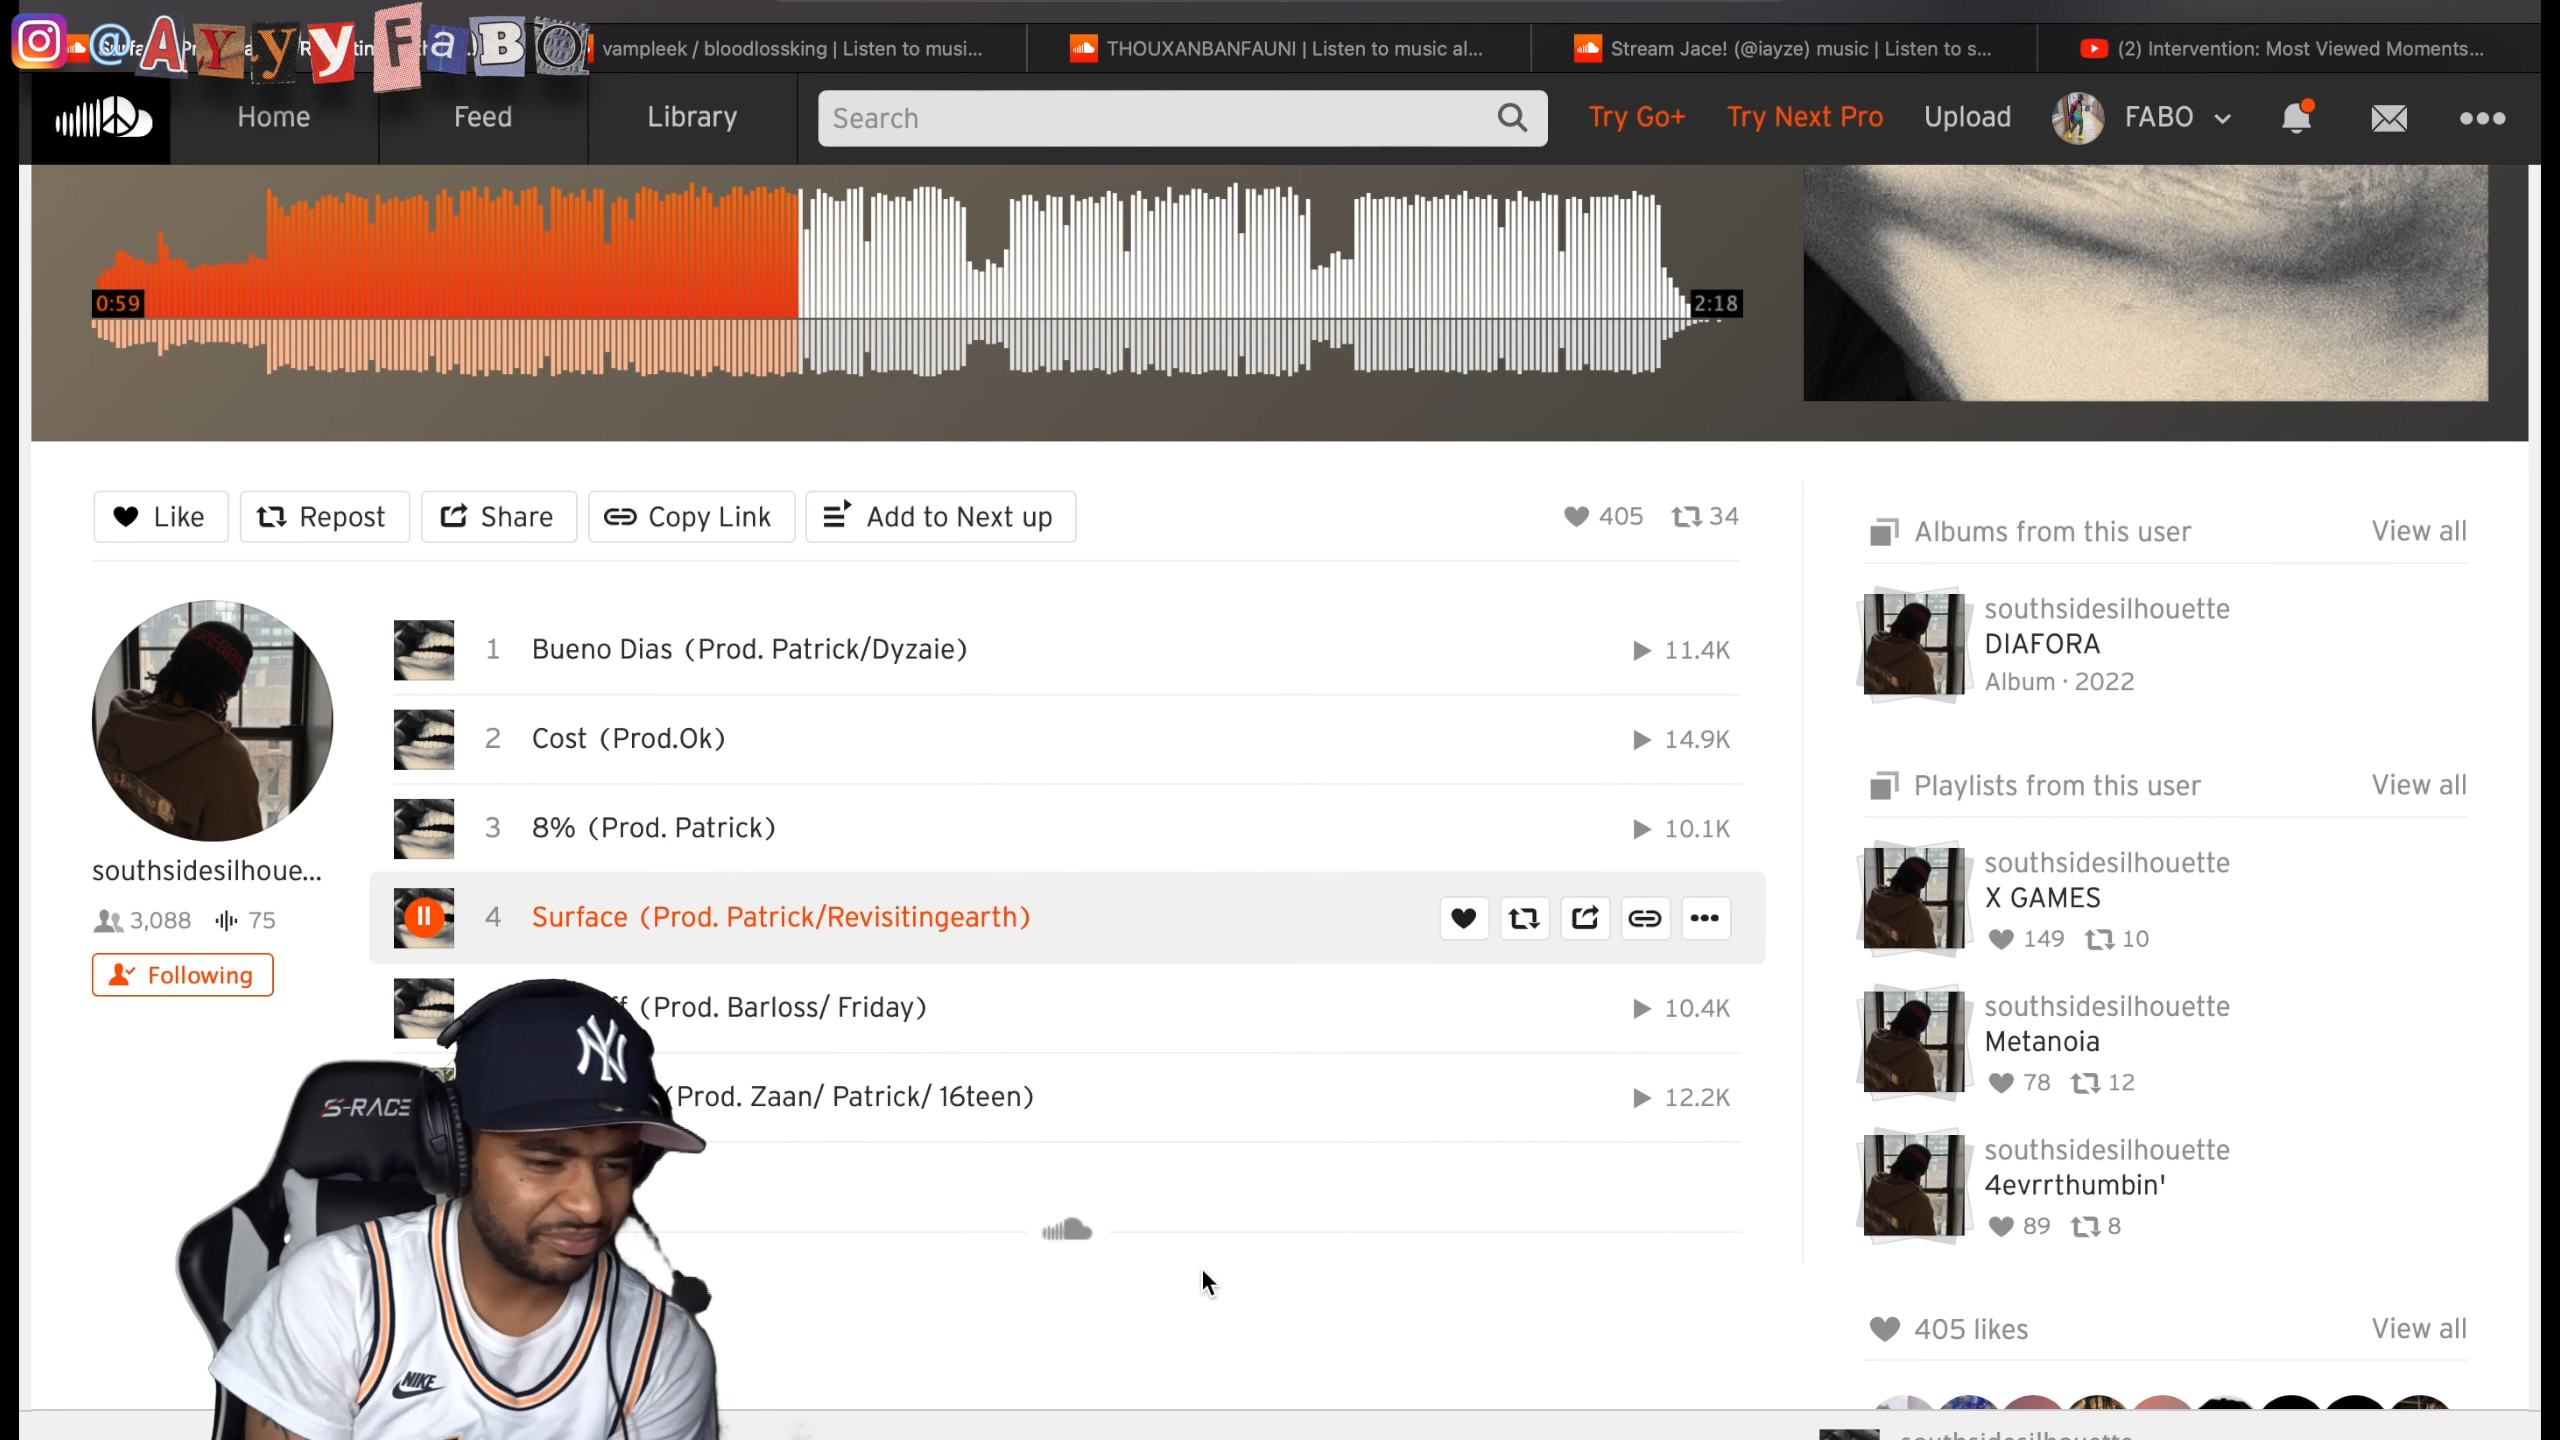 @AyyyFaBO
vampleek / bloodlossking | Listen to musi...
THOUXANBANFAUNI | Listen to music al...
Stream Jace! (@iayze) music | Listen to s...
(2) Intervention: Most Viewed Moments...
Home
Feed
Library
Search
Try Go+
Try Next Pro
Upload
FABO
0:59
2:18
Like
Repost
Share
Copy Link
Add to Next up
405
34
southsidesilhoue...
3,088
75
Following
1 Bueno Dias (Prod. Patrick/Dyzaie) 11.4K
2 Cost (Prod.Ok) 14.9K
3 8% (Prod. Patrick) 10.1K
4 Surface (Prod. Patrick/Revisitingearth)
(Prod. Barloss/ Friday) 10.4K
(Prod. Zaan/ Patrick/ 16teen) 12.2K
Albums from this user View all
southsidesilhouette
DIAFORA
Album · 2022
Playlists from this user View all
southsidesilhouette
X GAMES
149 10
southsidesilhouette
Metanoia
78 12
southsidesilhouette
4evrrthumbin'
89 8
405 likes View all
NY
S-RACE
NIKE